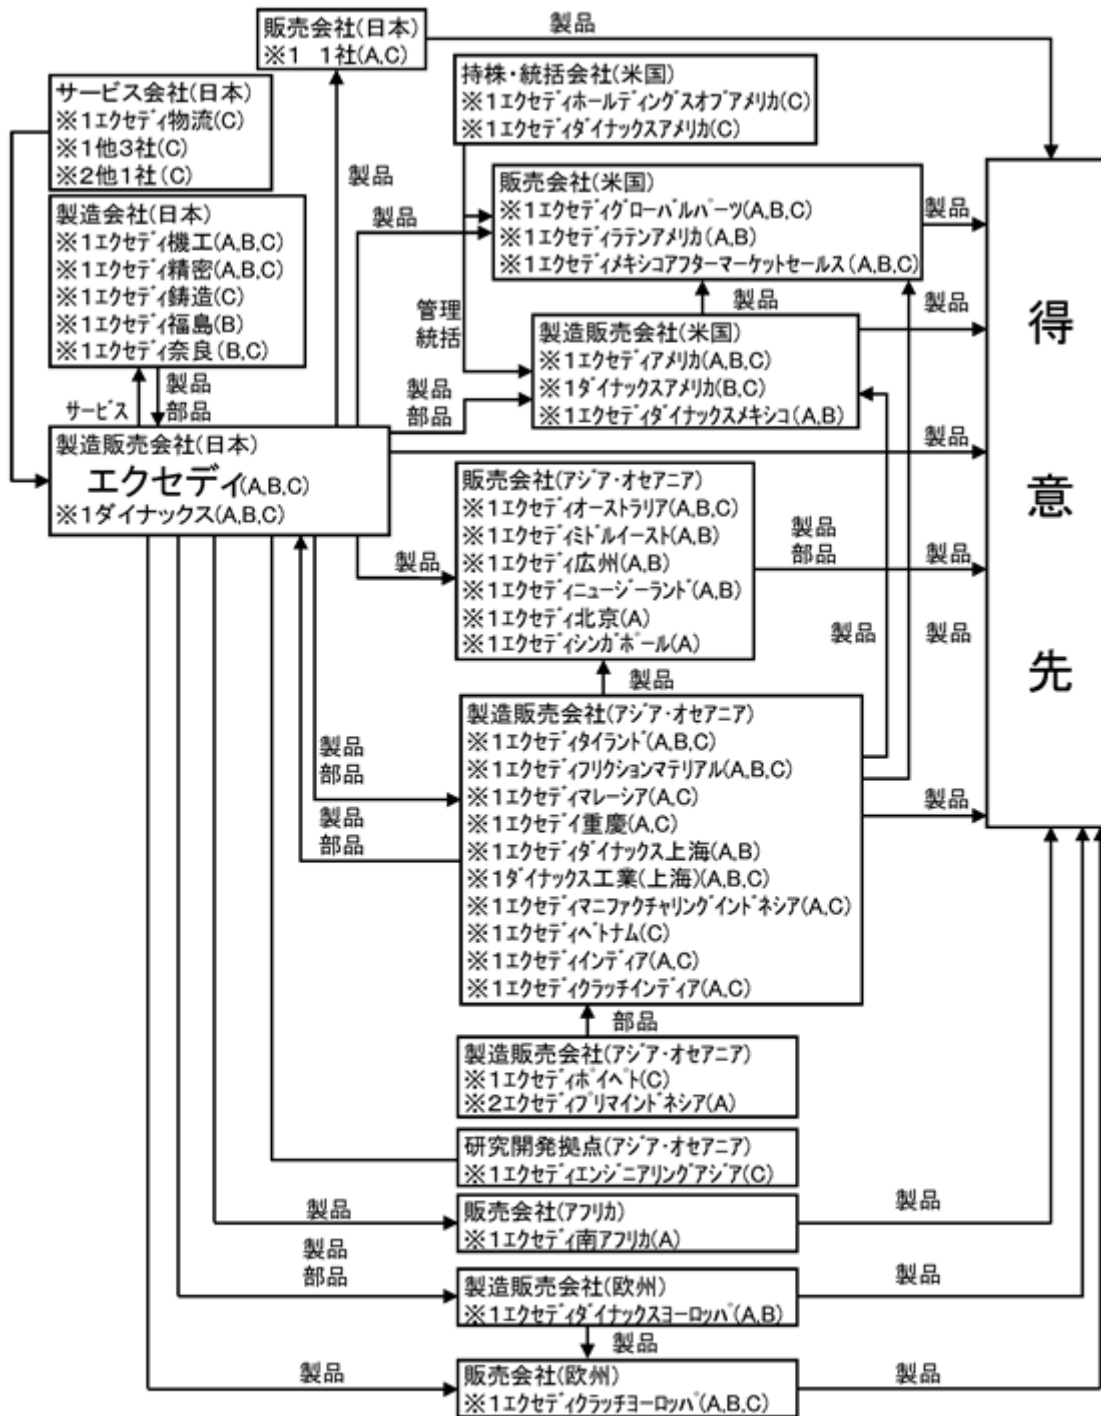 販売会社(日本)
※1 1社(A,C)
製品
サービス会社(日本)
※1エクセディ物流(C)
※1他3社(C)
※2他1社(C)
持株・統括会社(米国)
※1エクセディホールディングスオブアメリカ(C)
※1エクセディダイナックスアメリカ(C)
製品
製品
販売会社(米国)
※1エクセディグローバルパーツ(A,B,C)
※1エクセディラテンアメリカ(A,B)
※1エクセディメキシコアフターマーケットセールス(A,B,C)
製品
製造会社(日本)
※1エクセディ機工(A,B,C)
※1エクセディ精密(A,B,C)
※1エクセディ鋳造(C)
※1エクセディ福島(B)
※1エクセディ奈良(B,C)
管理
統括
製品
製造販売会社(米国)
※1エクセディアメリカ(A,B,C)
※1ダイナックスアメリカ(B,C)
※1エクセディダイナックスメキシコ(A,B)
製品
得意先
サービス
製品
部品
製品
部品
製造販売会社(日本)
エクセディ(A,B,C)
※1ダイナックス(A,B,C)
製品
販売会社(アジア・オセアニア)
※1エクセディオーストラリア(A,B,C)
※1エクセディミドルイースト(A,B)
※1エクセディ広州(A,B)
※1エクセディニュージーランド(A,B)
※1エクセディ北京(A)
※1エクセディシンガポール(A)
製品
製品
部品
製品
製品
製品
製品
製造販売会社(アジア・オセアニア)
※1エクセディタイランド(A,B,C)
※1エクセディフリクションマテリアル(A,B,C)
※1エクセディマレーシア(A,C)
※1エクセデイ重慶(A,C)
※1エクセディダイナックス上海(A,B)
※1ダイナックス工業(上海)(A,B,C)
※1エクセディマニファクチャリングインドネシア(A,C)
※1エクセディベトナム(C)
※1エクセディインディア(A,C)
※1エクセディクラッチインディア(A,C)
製品
部品
製品
部品
製品
部品
製造販売会社(アジア・オセアニア)
※1エクセディポイペト(C)
※2エクセディプリマインドネシア(A)
研究開発拠点(アジア・オセアニア)
※1エクセディエンジニアリングアジア(C)
製品
販売会社(アフリカ)
※1エクセディ南アフリカ(A)
製品
製品
部品
製造販売会社(欧州)
※1エクセディダイナックスヨーロッパ(A,B)
製品
製品
製品
販売会社(欧州)
※1エクセディクラッチヨーロッパ(A,B,C)
製品